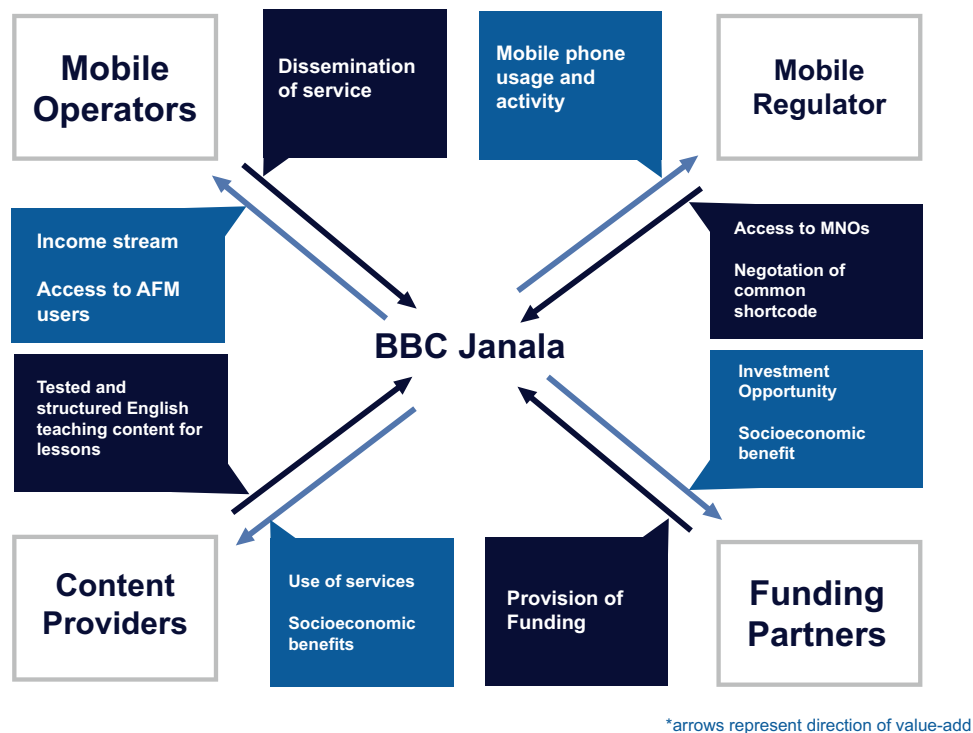 Mobile
Operators
Dissemination
of service
Mobile phone
usage and
activity
Mobile
Regulator
Income stream
Access to AFM
users
Access to MNOs
Negotation of
common
shortcode
BBC Janala
Tested and
structured English
teaching content for
lessons
Investment
Opportunity
Socioeconomic
benefit
Content
Providers
Use of services
Socioeconomic
benefits
Provision of
Funding
Funding
Partners
*arrows represent direction of value-add